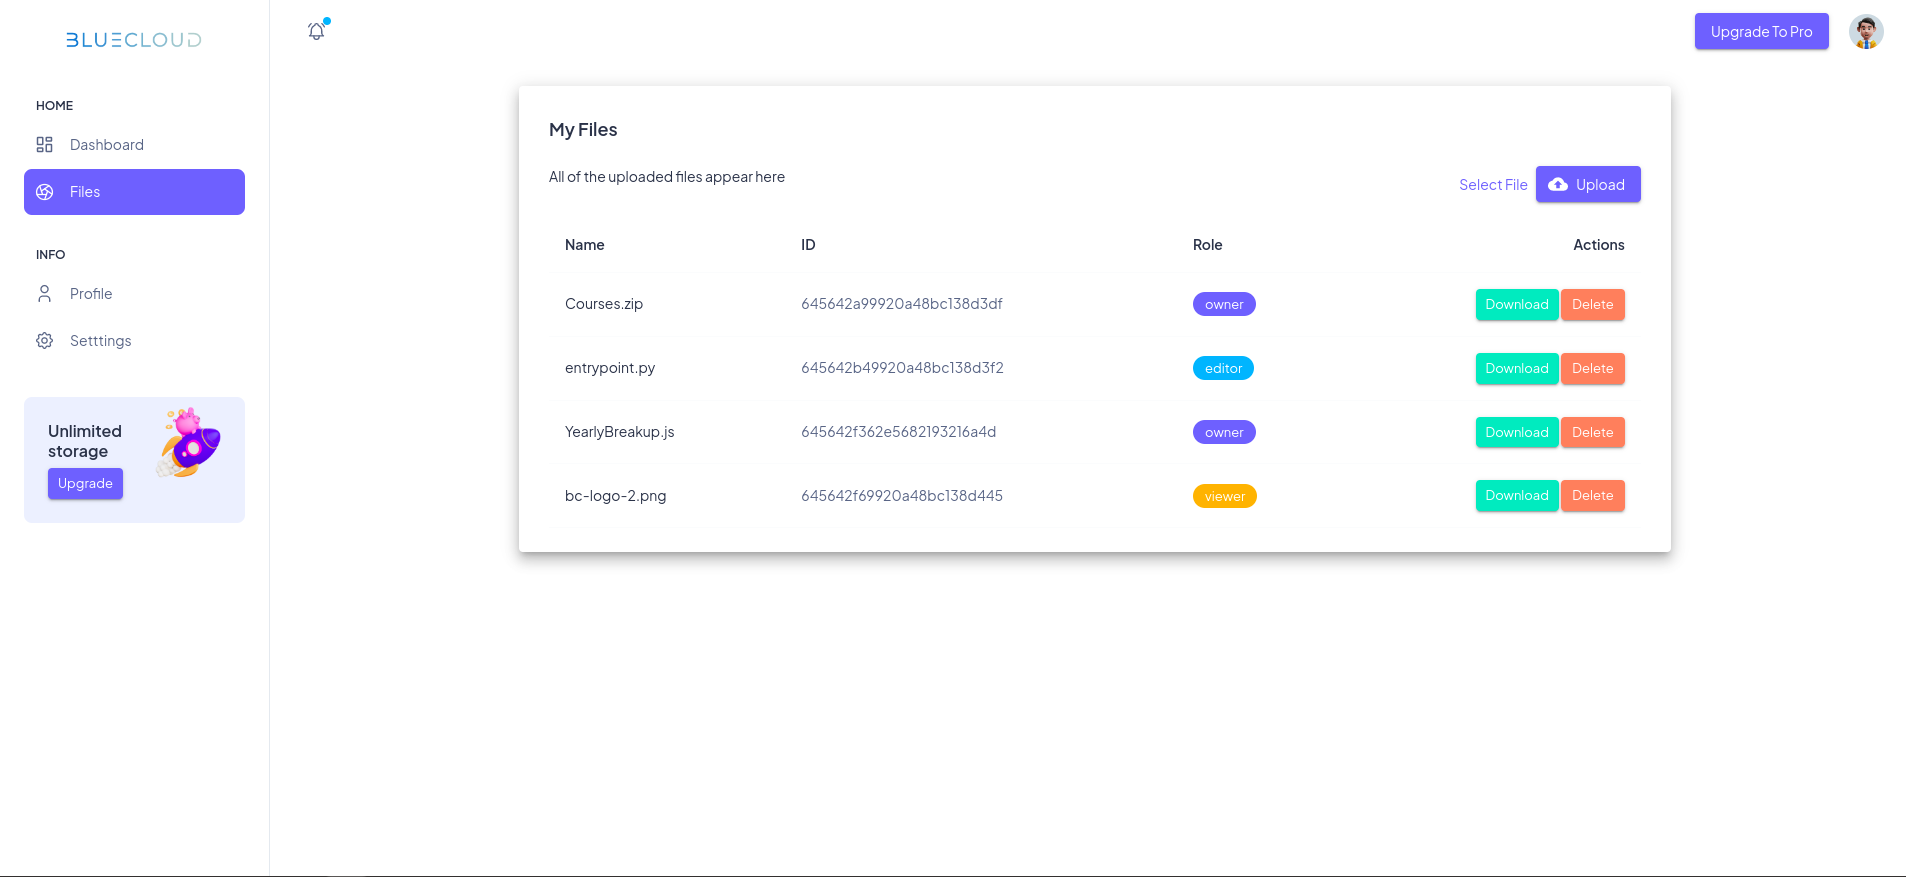 BLUECLOUD
Upgrade To Pro
HOME
Dashboard
Files
INFO
Profile
Setttings
Unlimited
storage
Upgrade
My Files
All of the uploaded files appear here
Select File Upload
Name ID Role Actions
Courses.zip 645642a99920a48bc138d3df owner Download Delete
entrypoint.py 645642b49920a48bc138d3f2 editor Download Delete
YearlyBreakup.js 645642f362e5682193216a4d owner Download Delete
bc-logo-2.png 645642f69920a48bc138d445 viewer Download Delete